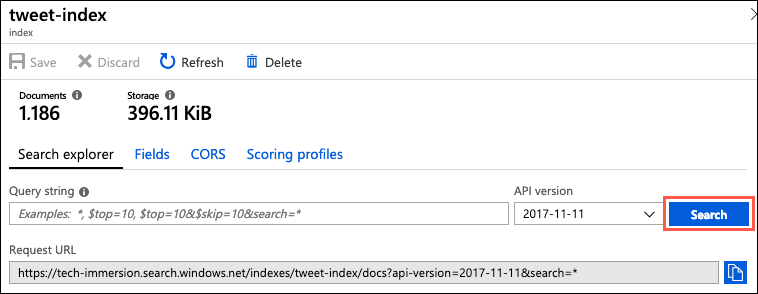 tweet-index
index
Save Discard Refresh Delete
Documents Storage
1.186 396.11 KiB
Search explorer Fields CORS Scoring profiles
Query string API version
Examples: *, $top=10, $top=10&$skip=10&search=* 2017-11-11 Search
Request URL
https://tech-immersion.search.windows.net/indexes/tweet-index/docs?api-version=2017-11-11&search=*